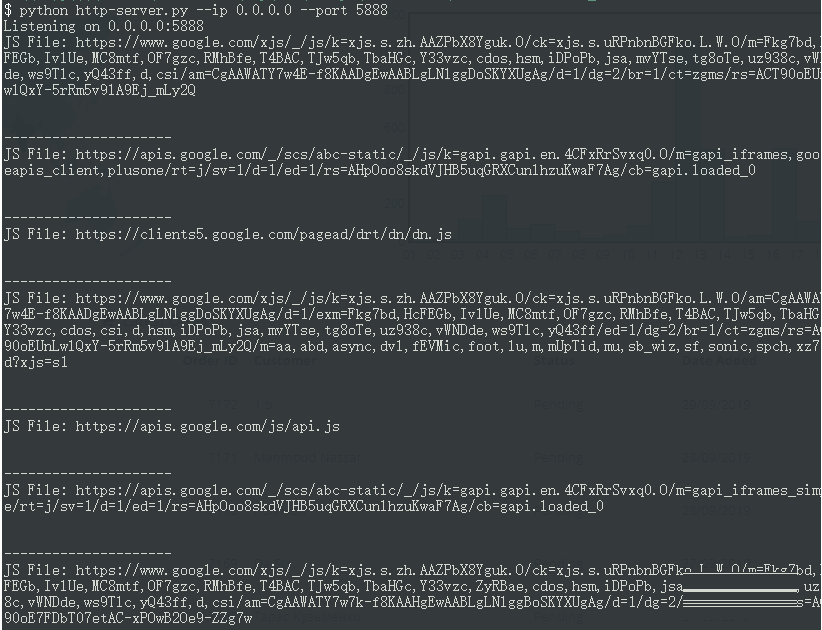 $ python http-server.py --ip 0.0.0.0 --port 5888
Listening on 0.0.0.0:5888
JS File: https://www.google.com/xjs/_/js/k=xjs.s.zh.AAZPbX8Yguk.O/ck=xjs.s.uRPnbnBGFko.L.W.O/m=Fkg7bd,
FEGb,Iv1Ue,MC8mtf,OF7gzc,RMhBfe,T4BAC,TJw5qb,TbaHGc,Y33vzc,cdos,hsm,iDPoPb,jsa,mvYTse,tg8oTe,uz938c,vWN
de,ws9Tlc,yQ43ff,d,csi/am=CgAAWATY7w4E-f8KAADgEwAABLgLN1ggDoSKYXUgAg/d=1/dg=2/br=1/ct=zgms/rs=ACT90oEU
wlQxY-5rRm5v91A9Ej_mLy2Q
---------------------
JS File: https://apis.google.com/_/scs/abc-static/_/js/k=gapi.gapi.en.4CFxRrSvxq0.O/m=gapi_iframes,goo
eapis_client,plusone/rt=j/sv=1/d=1/ed=1/rs=AHpOoo8skdVJHB5uqGRXCunlhzuKwaF7Ag/cb=gapi.loaded_0
---------------------
JS File: https://clients5.google.com/pagead/drt/dn/dn.js
---------------------
JS File: https://www.google.com/xjs/_/js/k=xjs.s.zh.AAZPbX8Yguk.O/ck=xjs.s.uRPnbnBGFko.L.W.O/am=CgAAWA
7w4E-f8KAADgEwAABLgLN1ggDoSKYXUgAg/d=1/exm=Fkg7bd,HcFEGb,Iv1Ue,MC8mtf,OF7gzc,RMhBfe,T4BAC,TJw5qb,TbaHG
Y33vzc,cdos,csi,d,hsm,iDPoPb,jsa,mvYTse,tg8oTe,uz938c,vWNDde,ws9Tlc,yQ43ff/ed=1/dg=2/br=1/ct=zgms/rs=AC
90oEUnLwlQxY-5rRm5v91A9Ej_mLy2Q/m=aa,abd,async,dvl,fEVMic,foot,lu,m,mUpTid,mu,sb_wiz,sf,sonic,spch,xz7
d?xjs=s1
---------------------
JS File: https://apis.google.com/js/api.js
---------------------
JS File: https://apis.google.com/_/scs/abc-static/_/js/k=gapi.gapi.en.4CFxRrSvxq0.O/m=gapi_iframes_sim
e/rt=j/sv=1/d=1/ed=1/rs=AHpOoo8skdVJHB5uqGRXCunlhzuKwaF7Ag/cb=gapi.loaded_0
---------------------
JS File: https://www.google.com/xjs/_/js/k=xjs.s.zh.AAZPbX8Yguk.O/ck=xjs.s.uRPnbnBGFko.L.W.O/m=Fkg7bd,
FEGb,Iv1Ue,MC8mtf,OF7gzc,RMhBfe,T4BAC,TJw5qb,TbaHGc,Y33vzc,ZyRBae,cdos,hsm,iDPoPb,jsa uz
8c,vWNDde,ws9Tlc,yQ43ff,d,csi/am=CgAAWATY7w7k-f8KAAHgEwAABLgLN1ggBoSKYXUgAg/d=1/dg=2/ s=A
90oE7FDbT07etAC-xPOwB2Oe9-ZZg7w